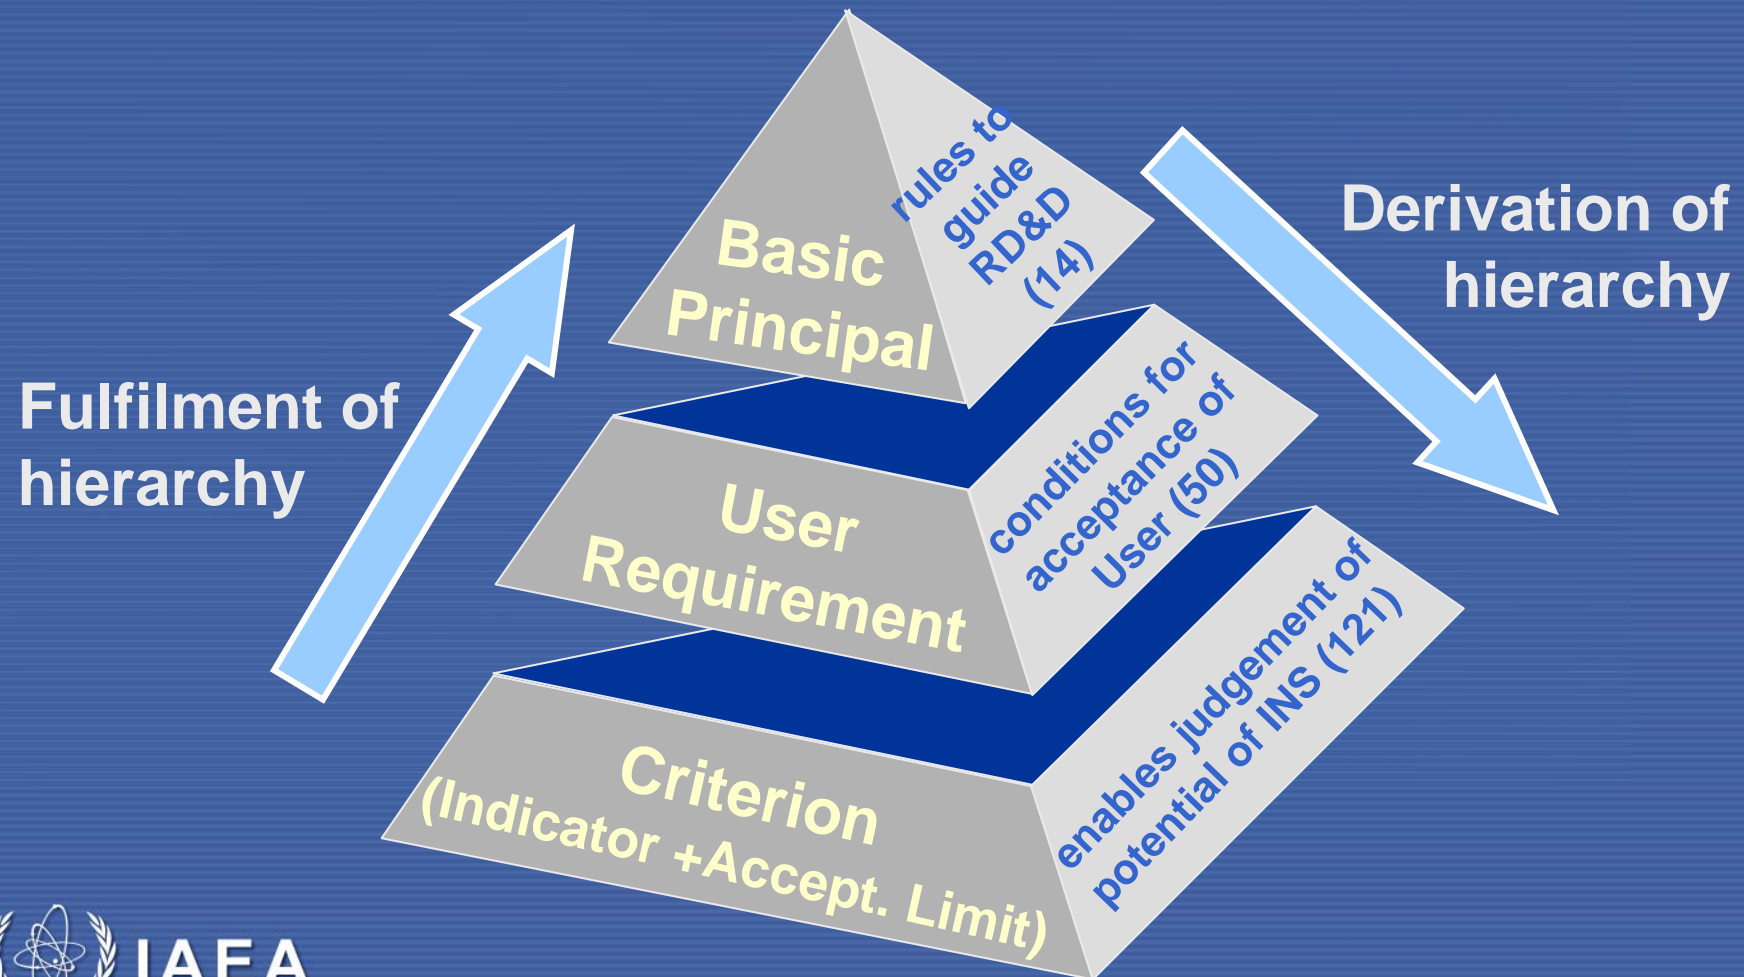 Basic
Principal
rules to
guide
RD&D
(14)
Derivation of
hierarchy
Fulfilment of
hierarchy
User
Requirement
conditions for
acceptance of
User (50)
Criterion
(Indicator +Accept. Limit)
enables judgement of
potential of INS (121)
IAEA